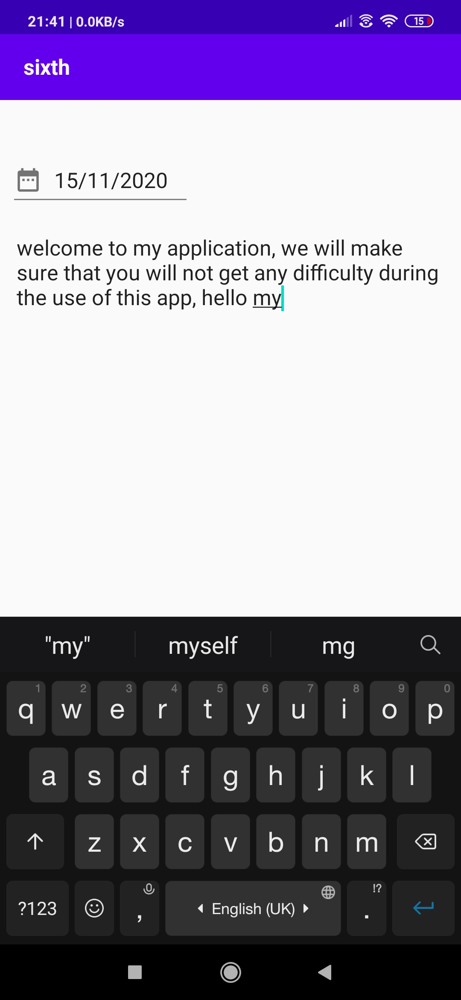 21:41 | 0.0KB/s 15
sixth
15/11/2020
welcome to my application, we will make
sure that you will not get any difficulty during
the use of this app, hello my
"my" myself mg
1 2 3 4 5 6 7 8 9 0
q w e r t y u i o p
a s d f g h j k l
z x c v b n m
!?
?123 , English (UK) .